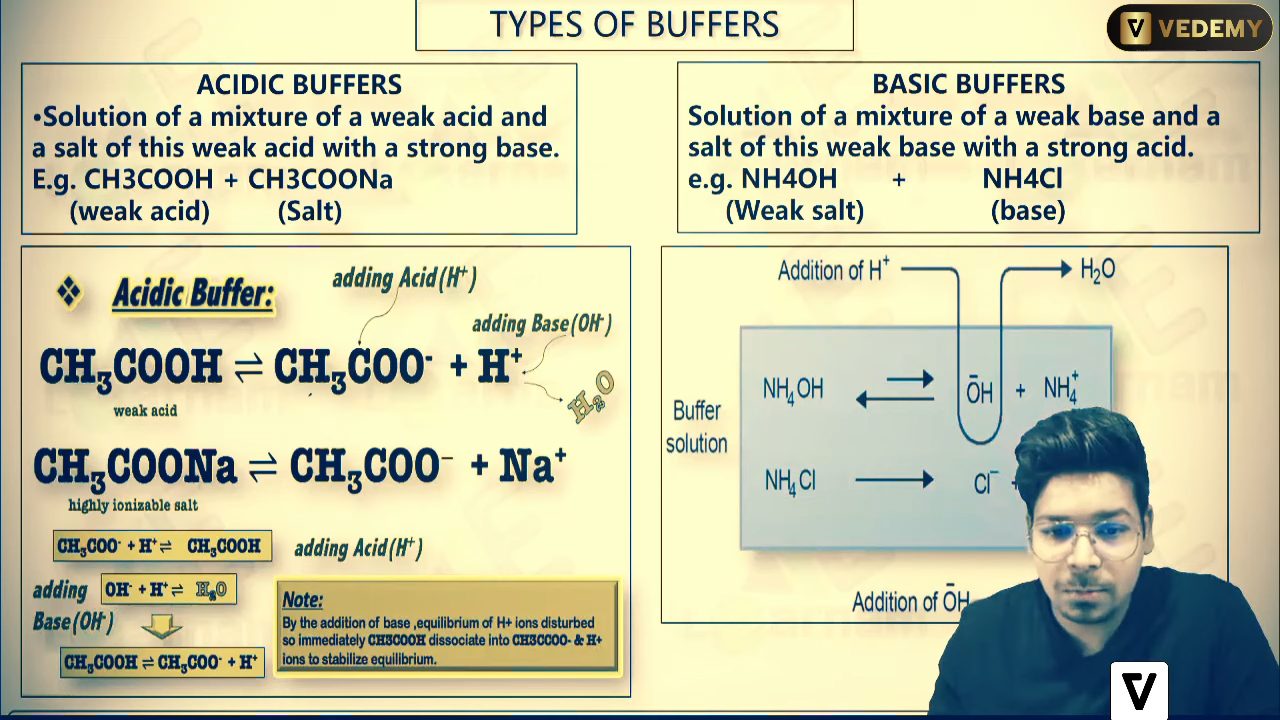 TYPES OF BUFFERS
VEDEMY
ACIDIC BUFFERS
•Solution of a mixture of a weak acid and
a salt of this weak acid with a strong base.
E.g. CH3COOH + CH3COONa
(weak acid) (Salt)
BASIC BUFFERS
Solution of a mixture of a weak base and a
salt of this weak base with a strong acid.
e.g. NH4OH + NH4Cl
(Weak salt) (base)
❖ Acidic Buffer:
adding Acid (H⁺)
adding Base (OH⁻)
CH₃COOH ⇌ CH₃COO⁻ + H⁺
weak acid
H₂O
CH₃COONa ⇌ CH₃COO⁻ + Na⁺
highly ionizable salt
CH₃COO⁻ + H⁺ ⇌ CH₃COOH
adding Acid (H⁺)
adding
Base (OH⁻)
OH⁻ + H⁺ ⇌ H₂O
CH₃COOH ⇌ CH₃COO⁻ + H⁺
Note:
By the addition of base ,equilibrium of H+ ions disturbed
so immediately CH3COOH dissociate into CH3CCOO- & H+
ions to stabilize equilibrium.
Addition of H⁺ → H₂O
Buffer
solution
NH₄OH ⇌ ŌH + NH₄⁺
NH₄Cl → Cl⁻ +
Addition of ŌH